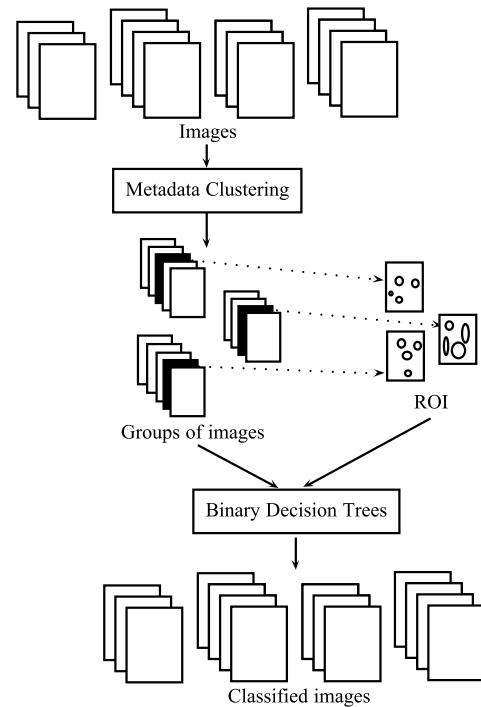 Images
Metadata Clustering
ROI
Groups of images
Binary Decision Trees
Classified images